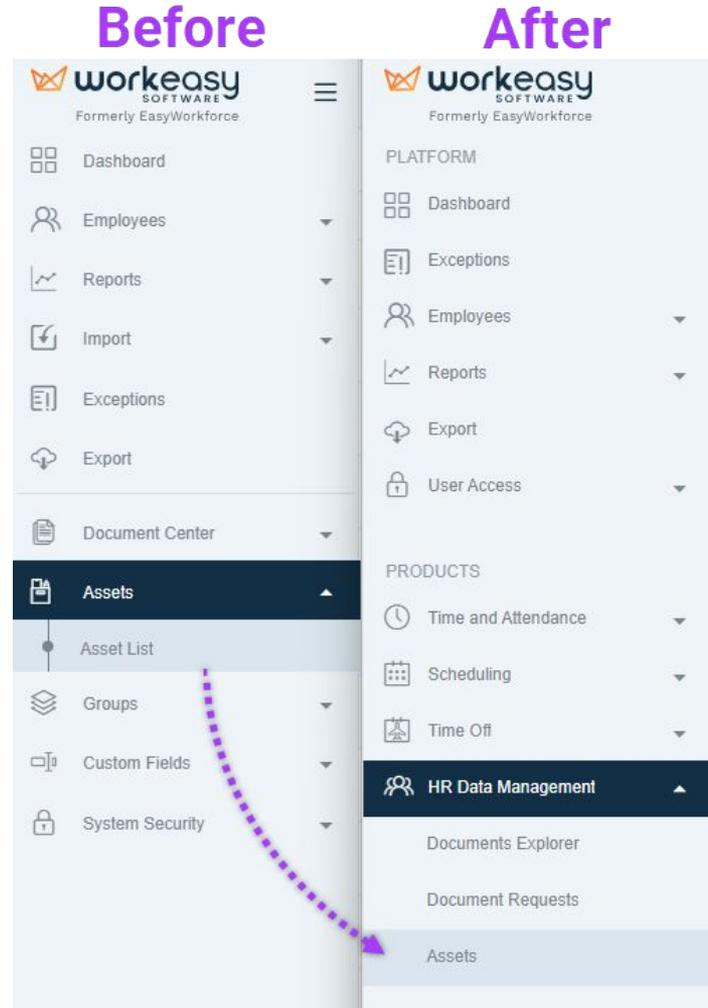 Before
After
workeasy
SOFTWARE
Formerly EasyWorkforce
Dashboard
Employees
Reports
Import
Exceptions
Export
Document Center
Assets
Asset List
Groups
Custom Fields
System Security
workeasy
SOFTWARE
Formerly EasyWorkforce
PLATFORM
Dashboard
Exceptions
Employees
Reports
Export
User Access
PRODUCTS
Time and Attendance
Scheduling
Time Off
HR Data Management
Documents Explorer
Document Requests
Assets